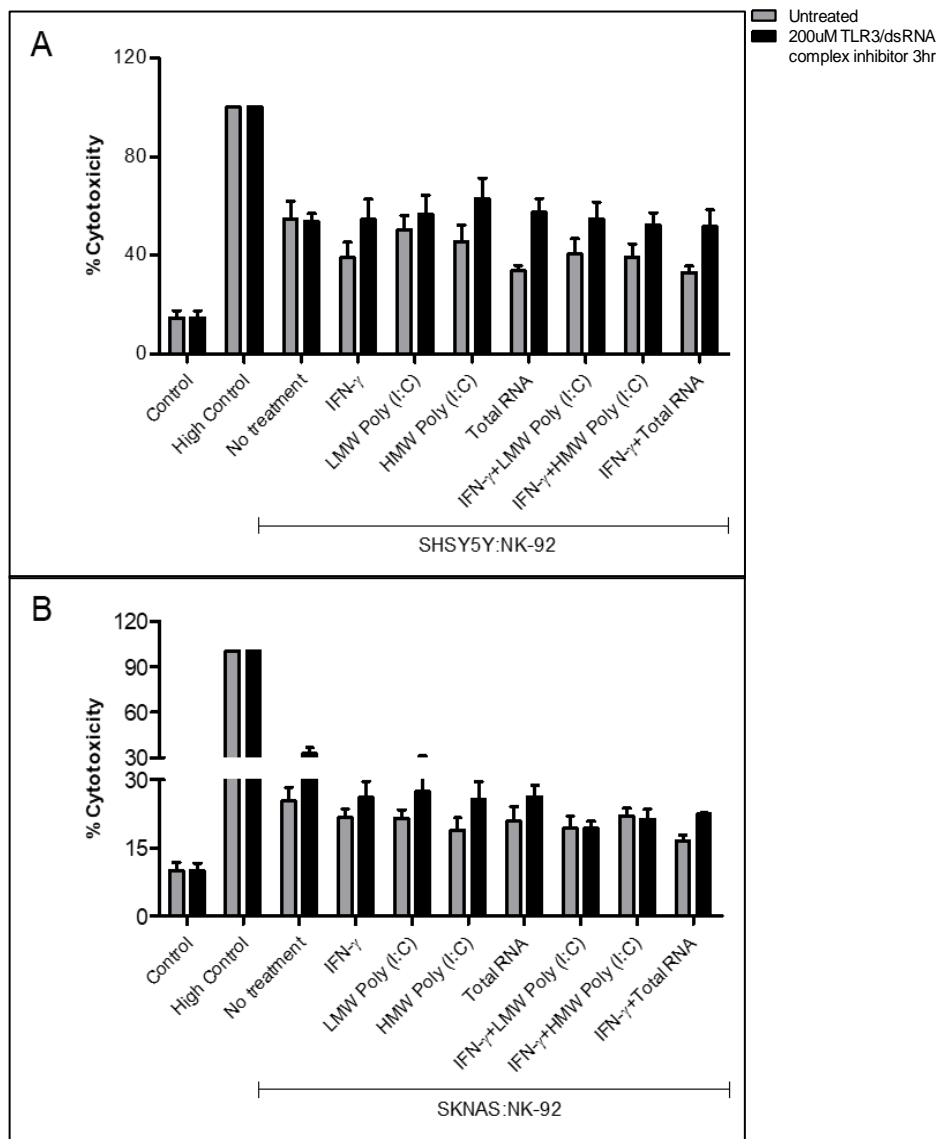 Untreated
200uM TLR3/dsRNA
complex inhibitor 3hr
A
120
80
40
0
%Cytotoxicity
Control
High Control
No treatment
IFN-γ
LMW Poly (I:C)
HMW Poly (I:C)
Total RNA
IFN-γ+LMW Poly (I:C)
IFN-γ+HMW Poly (I:C)
IFN-γ+Total RNA
SHSY5Y:NK-92
B
120
90
60
30
30
15
0
%Cytotoxicity
Control
High Control
No treatment
IFN-γ
LMW Poly (I:C)
HMW Poly (I:C)
Total RNA
IFN-γ+LMW Poly (I:C)
IFN-γ+HMW Poly (I:C)
IFN-γ+Total RNA
SKNAS:NK-92